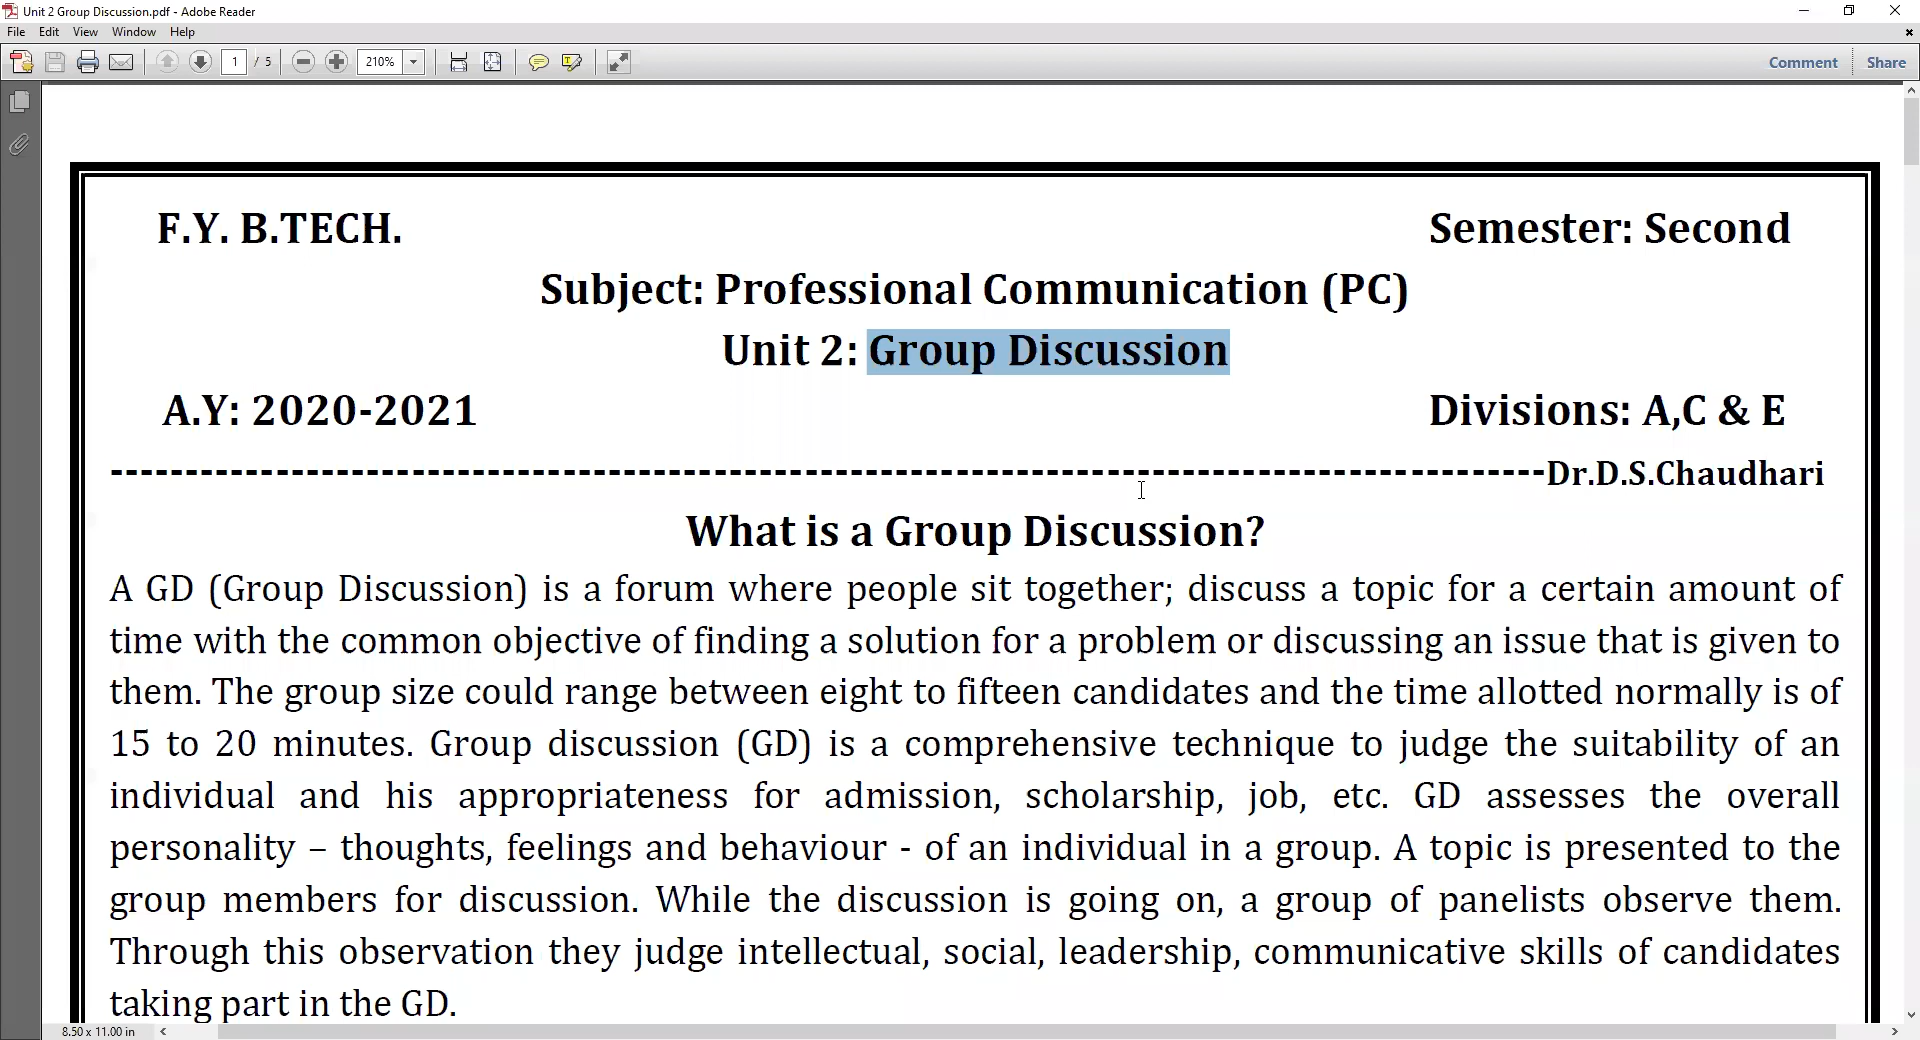 Unit 2 Group Discussion.pdf - Adobe Reader
File Edit View Window Help
1 / 5 210% Comment Share
F.Y. B.TECH. Semester: Second
Subject: Professional Communication (PC)
Unit 2: Group Discussion
A.Y: 2020-2021 Divisions: A,C & E
-----------------------------------------------------------------------------------------------Dr.D.S.Chaudhari
What is a Group Discussion?
A GD (Group Discussion) is a forum where people sit together; discuss a topic for a certain amount of
time with the common objective of finding a solution for a problem or discussing an issue that is given to
them. The group size could range between eight to fifteen candidates and the time allotted normally is of
15 to 20 minutes. Group discussion (GD) is a comprehensive technique to judge the suitability of an
individual and his appropriateness for admission, scholarship, job, etc. GD assesses the overall
personality – thoughts, feelings and behaviour - of an individual in a group. A topic is presented to the
group members for discussion. While the discussion is going on, a group of panelists observe them.
Through this observation they judge intellectual, social, leadership, communicative skills of candidates
taking part in the GD.
8.50 x 11.00 in